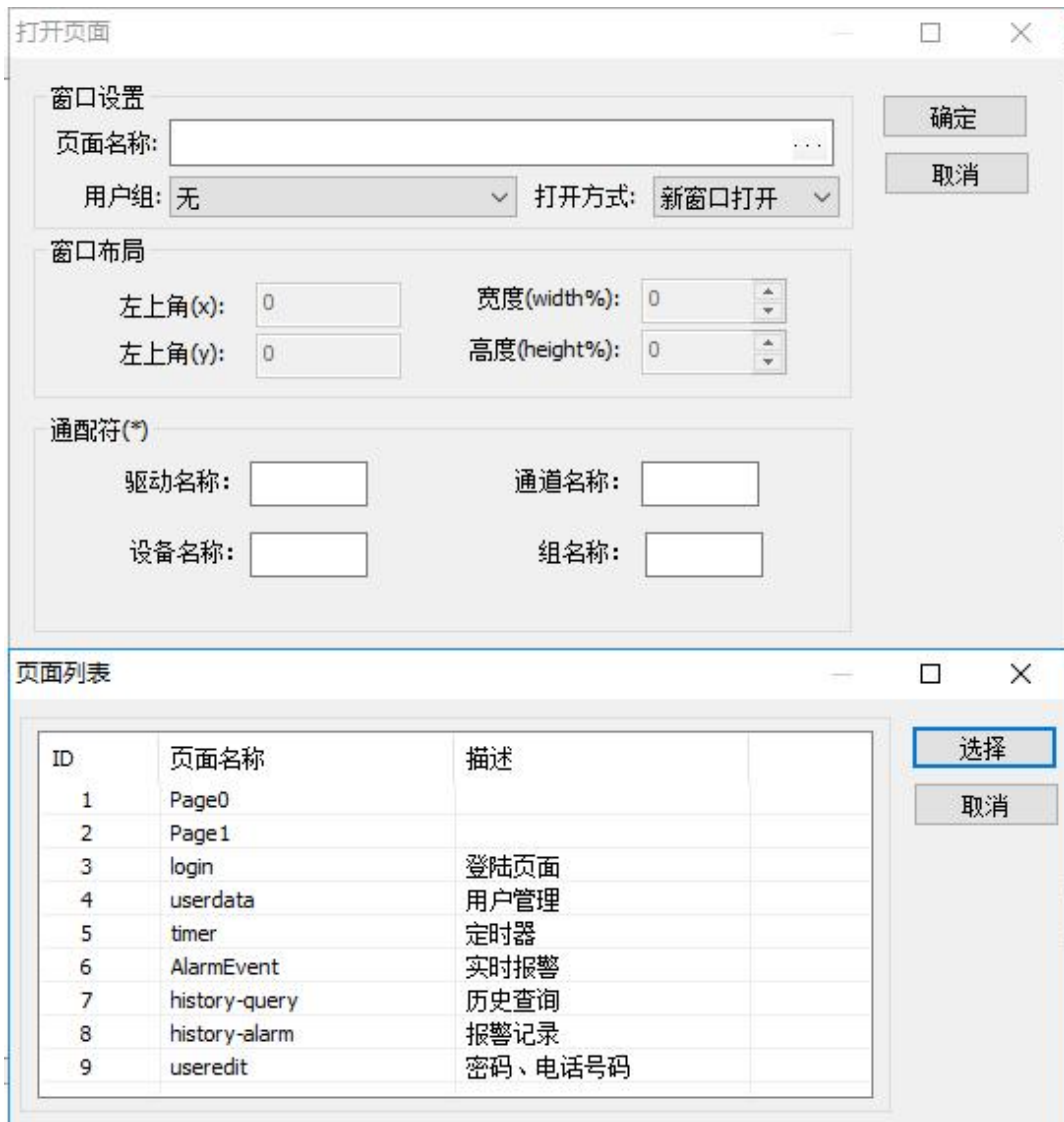 打开页面
窗口设置
页面名称: ...
确定
用户组: 无 打开方式: 新窗口打开
取消
窗口布局
左上角(x): 0 宽度(width%): 0
左上角(y): 0 高度(height%): 0
通配符(*)
驱动名称: 通道名称:
设备名称: 组名称:
页面列表
选择
取消
ID 页面名称 描述
1 Page0
2 Page1
3 login 登陆页面
4 userdata 用户管理
5 timer 定时器
6 AlarmEvent 实时报警
7 history-query 历史查询
8 history-alarm 报警记录
9 useredit 密码、电话号码